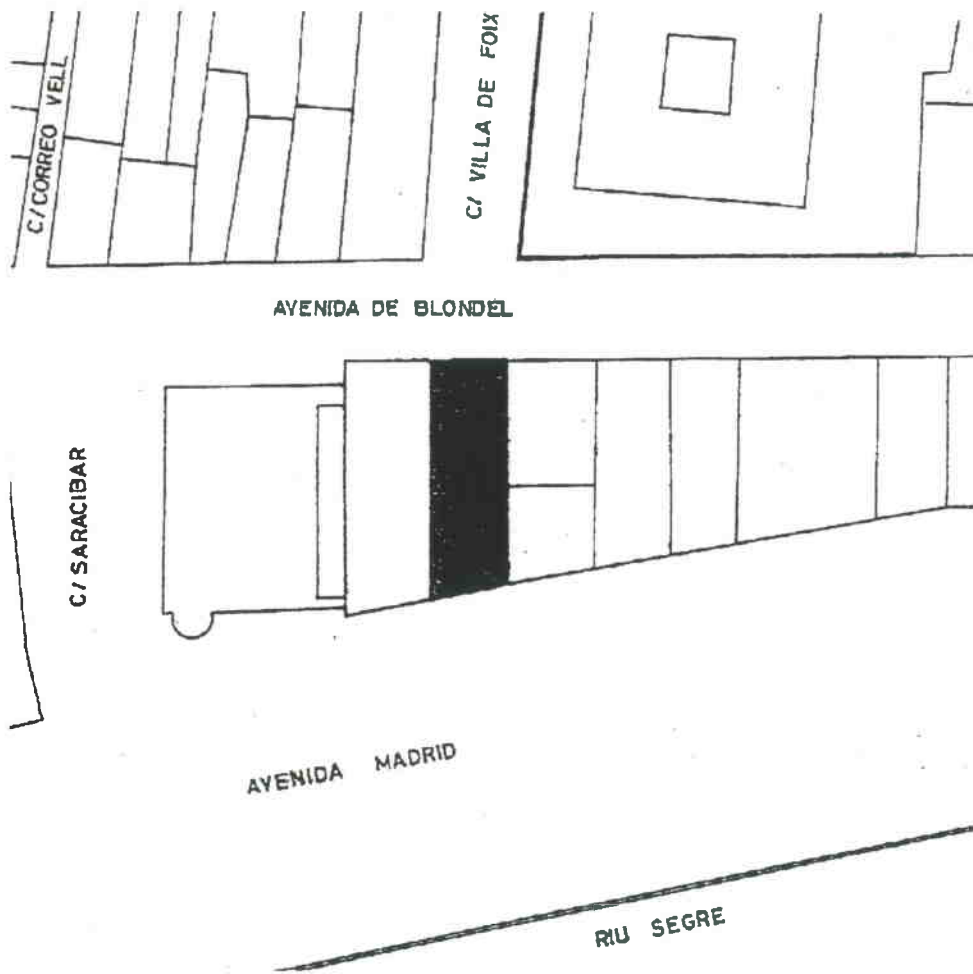 C/CORREO VELL
C/ VILLA DE FOIX
AVENIDA DE BLONDEL
C/SARACIBAR
AVENIDA MADRID
RIU SEGRE